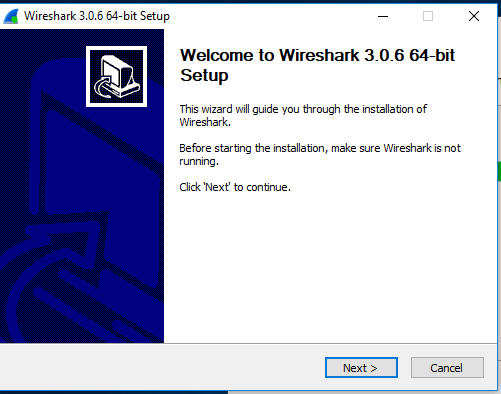 Wireshark 3.0.6 64-bit Setup
Welcome to Wireshark 3.0.6 64-bit
Setup
This wizard will guide you through the installation of
Wireshark.
Before starting the installation, make sure Wireshark is not
running.
Click 'Next' to continue.
Next >
Cancel